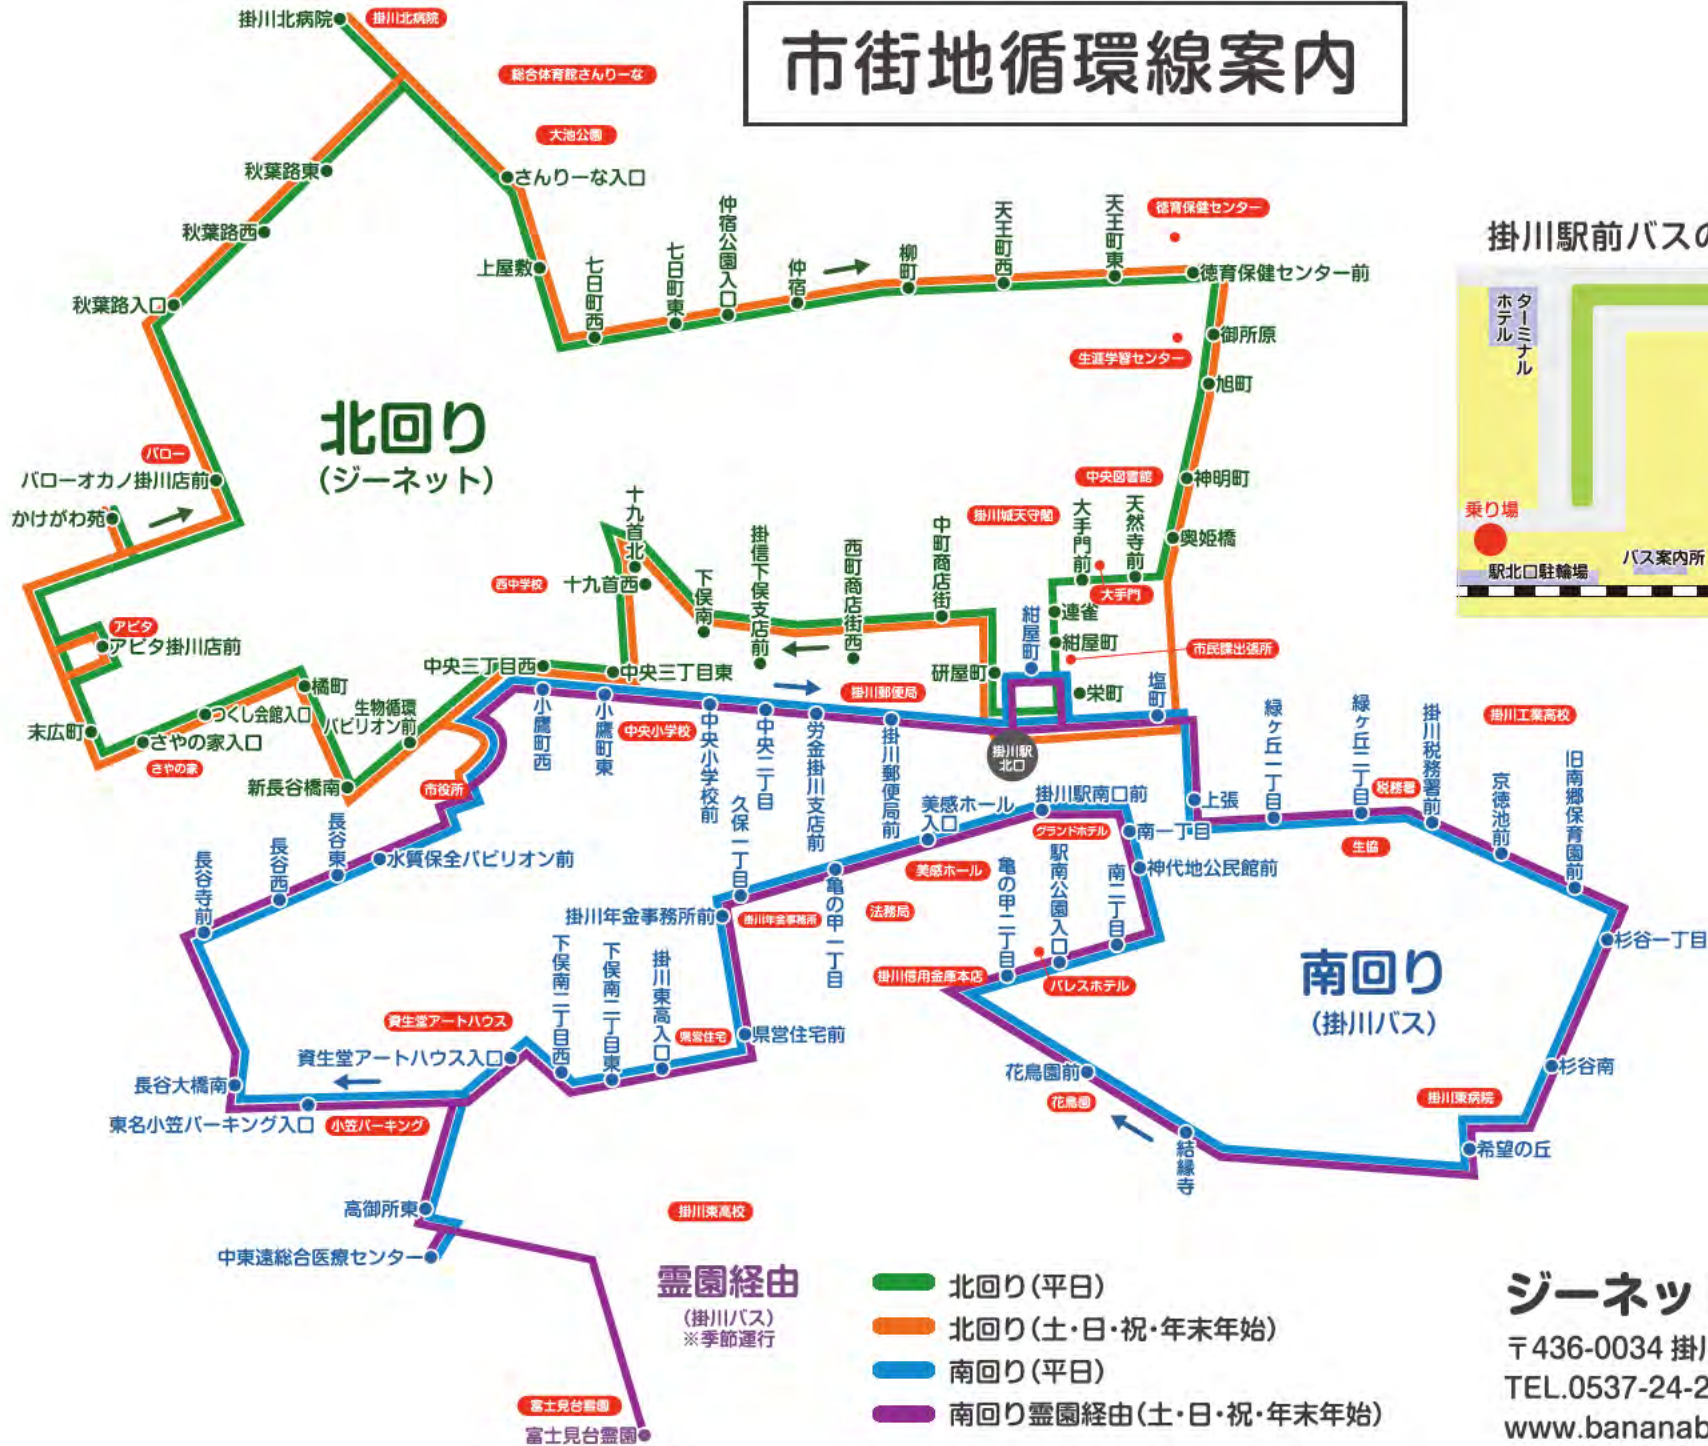 市街地循環線案内
掛川北病院
掛川北病院
総合体育館さんりーな
大池公園
さんりーな入口
秋葉路東
秋葉路西
秋葉路入口
上屋敷
七日町西
七日町東
仲宿公園入口
仲宿
柳町
天王町西
天王町東
徳育保健センター
徳育保健センター前
御所原
生涯学習センター
旭町
神明町
中央図書館
奥姫橋
天然寺前
大手門前
大手門
掛川城天守閣
連雀
紺屋町
市民課出張所
栄町
紺屋町
研屋町
中町商店街
西町商店街西
掛信下俣支店前
下俣南
十九首北
十九首西
西中学校
中央三丁目東
中央三丁目西
北回り
(ジーネット)
バロー
バローオカノ掛川店前
かけがわ苑
アピタ
アピタ掛川店前
末広町
さやの家入口
さやの家
つくし会館入口
橘町
生物循環
パビリオン前
新長谷橋南
市役所
小鷹町西
小鷹町東
中央小学校
中央小学校前
中央二丁目
労金掛川支店前
掛川郵便局
掛川郵便局前
掛川駅
北口
塩町
上張
緑ヶ丘一丁目
緑ヶ丘二丁目
税務署
掛川税務署前
掛川工業高校
京徳池前
旧南郷保育園前
生協
杉谷一丁目
杉谷南
掛川東病院
希望の丘
結縁寺
花鳥園前
花鳥園
南回り
(掛川バス)
掛川信用金庫本店
亀の甲二丁目
駅南公園入口
パレスホテル
南二丁目
神代地公民館前
南一丁目
掛川駅南口前
グランドホテル
美感ホール
入口
美感ホール
法務局
亀の甲一丁目
久保一丁目
掛川年金事務所前
掛川年金事務所
県営住宅前
県営住宅
掛川東高入口
下俣南二丁目東
下俣南二丁目西
資生堂アートハウス
資生堂アートハウス入口
東名小笠パーキング入口
小笠パーキング
長谷大橋南
長谷寺前
長谷西
長谷東
水質保全パビリオン前
高御所東
中東遠総合医療センター
掛川東高校
霊園経由
(掛川バス)
※季節運行
富士見台霊園
富士見台霊園
北回り(平日)
北回り(土・日・祝・年末年始)
南回り(平日)
南回り霊園経由(土・日・祝・年末年始)
掛川駅前バスの
ターミナル
ホテル
乗り場
駅北口駐輪場
バス案内所
ジーネッ
〒436-0034 掛川
TEL.0537-24-2
www.bananab